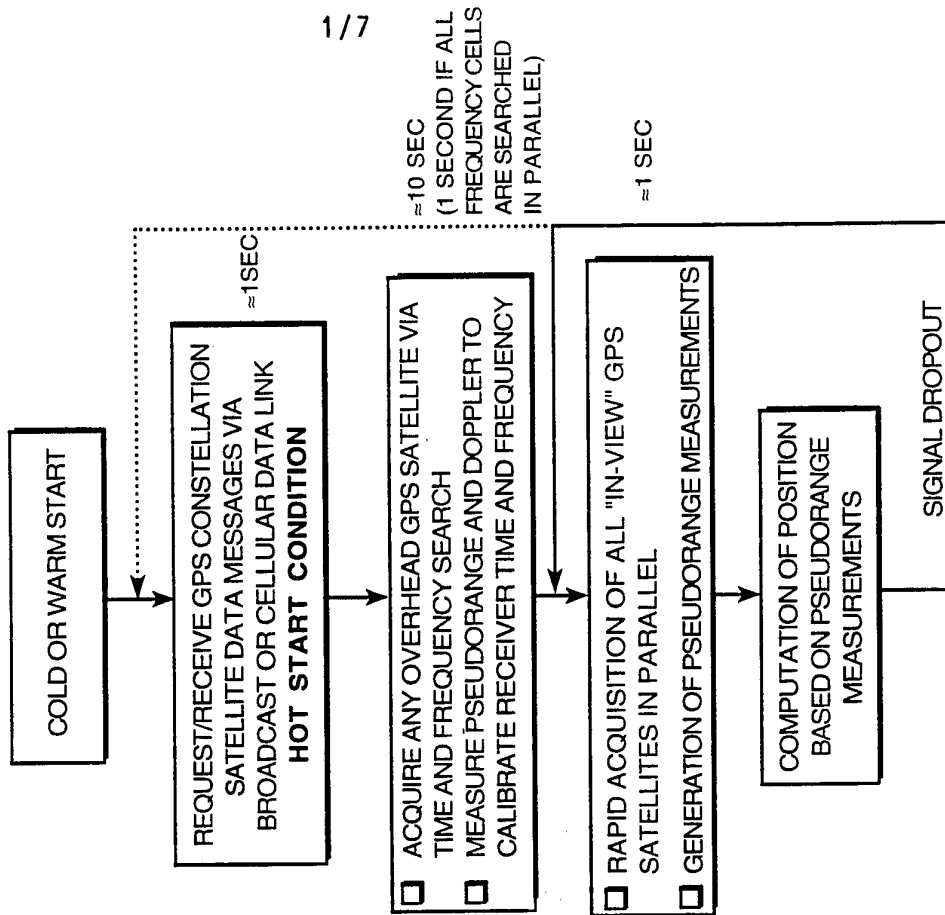 1/7
COLD OR WARM START
REQUEST/RECEIVE GPS CONSTELLATION
SATELLITE DATA MESSAGES VIA
BROADCAST OR CELLULAR DATA LINK
HOT START CONDITION
≈1SEC
ACQUIRE ANY OVERHEAD GPS SATELLITE VIA
TIME AND FREQUENCY SEARCH
MEASURE PSEUDORANGE AND DOPPLER TO
CALIBRATE RECEIVER TIME AND FREQUENCY
≈10 SEC
(1 SECOND IF ALL
FREQUENCY CELLS
ARE SEARCHED
IN PARALLEL)
RAPID ACQUISITION OF ALL "IN-VIEW" GPS
SATELLITES IN PARALLEL
GENERATION OF PSEUDORANGE MEASUREMENTS
≈1 SEC
COMPUTATION OF POSITION
BASED ON PSEUDORANGE
MEASUREMENTS
SIGNAL DROPOUT